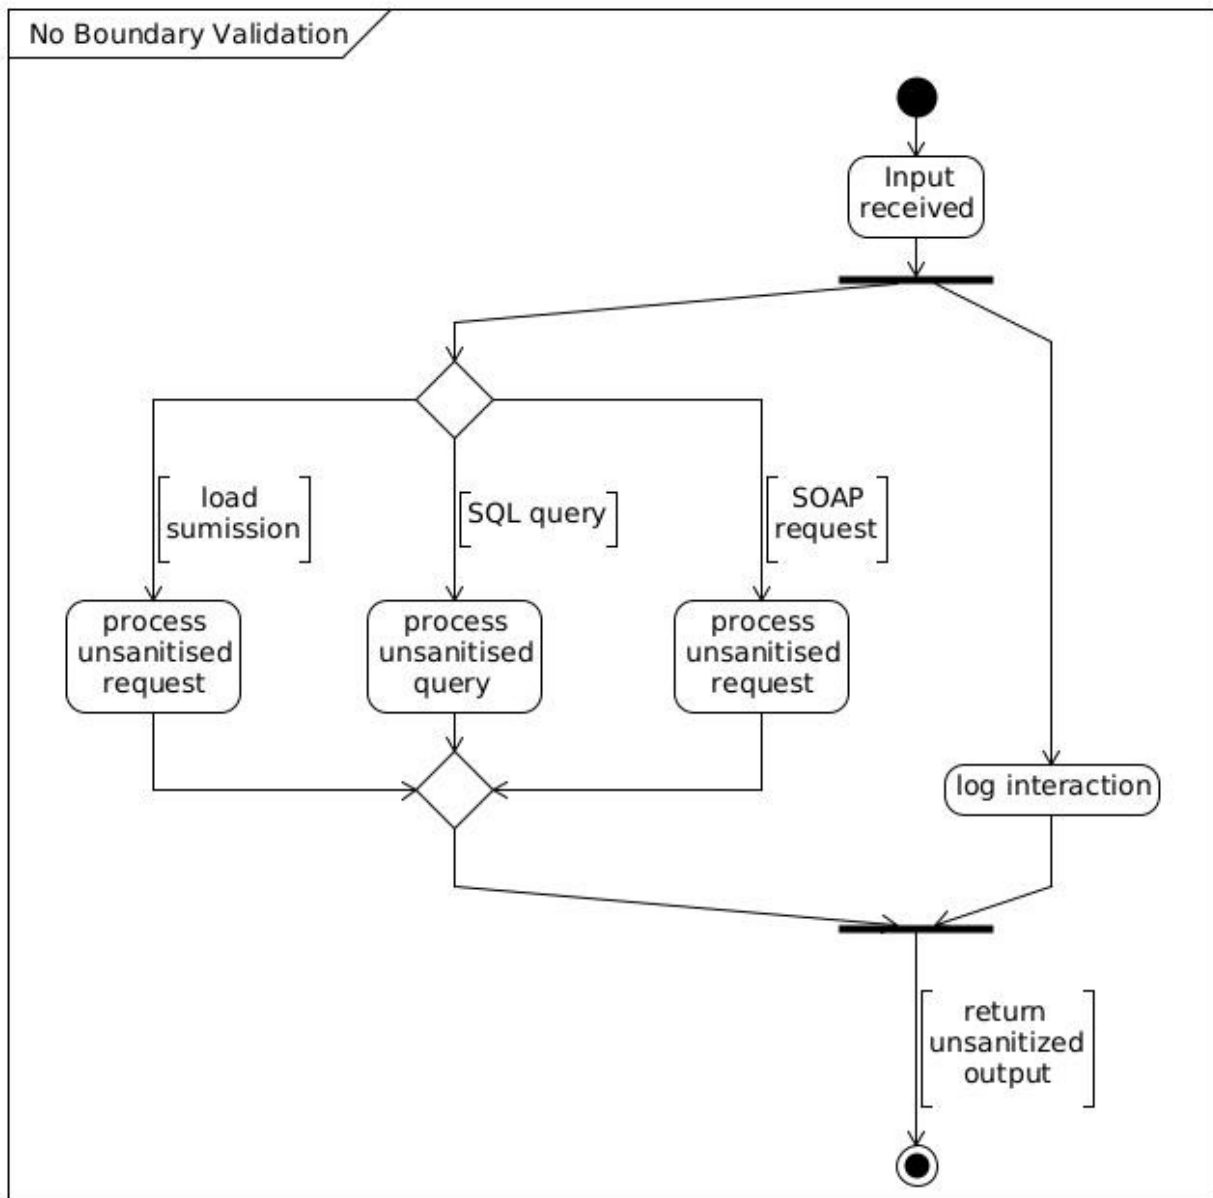 No Boundary Validation
Input
received
load
sumission
SQL query
SOAP
request
process
unsanitised
request
process
unsanitised
query
process
unsanitised
request
log interaction
return
unsanitized
output